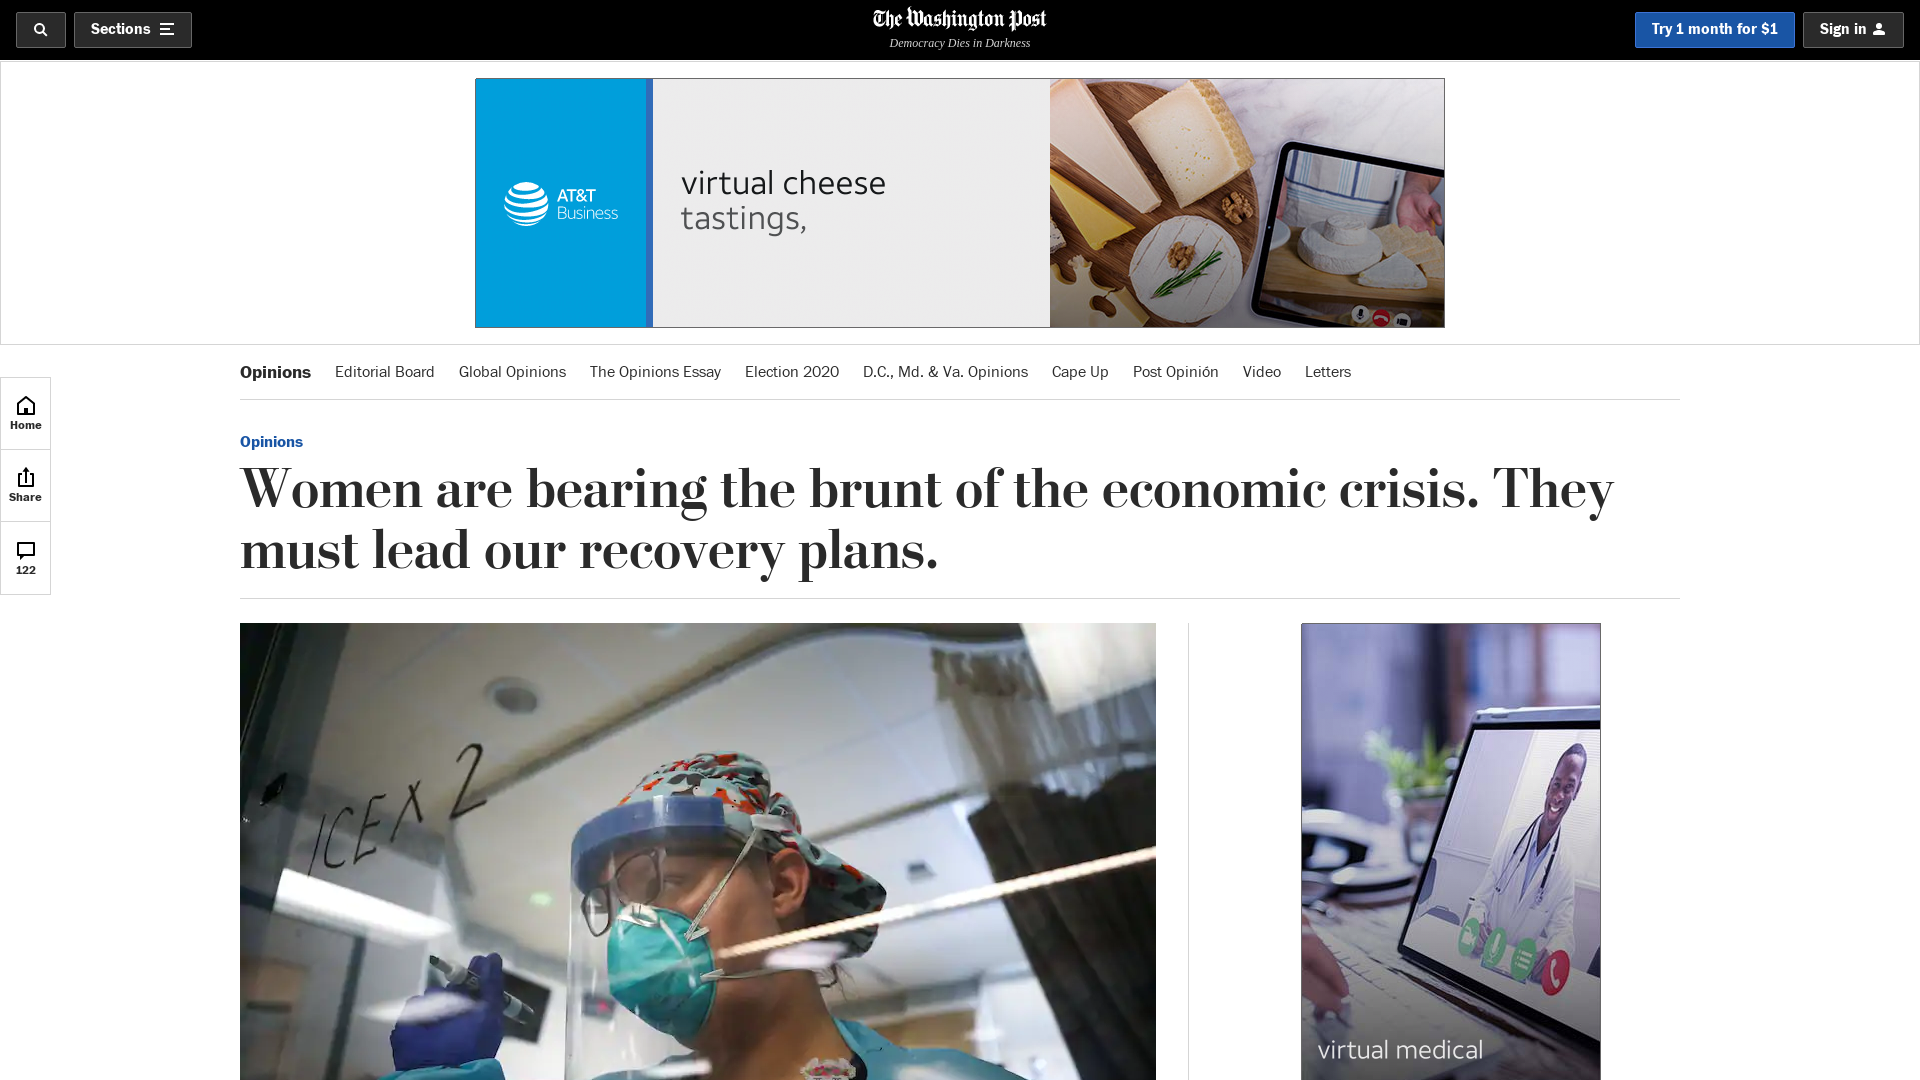 Sections
The Washington Post
Democracy Dies in Darkness
Try 1 month for $1
Sign in
AT&T
Business
virtual cheese
tastings,
Opinions
Editorial Board
Global Opinions
The Opinions Essay
Election 2020
D.C., Md. & Va. Opinions
Cape Up
Post Opinión
Video
Letters
Home
Share
122
Opinions
Women are bearing the brunt of the economic crisis. They
must lead our recovery plans.
ICEX 2
virtual medical